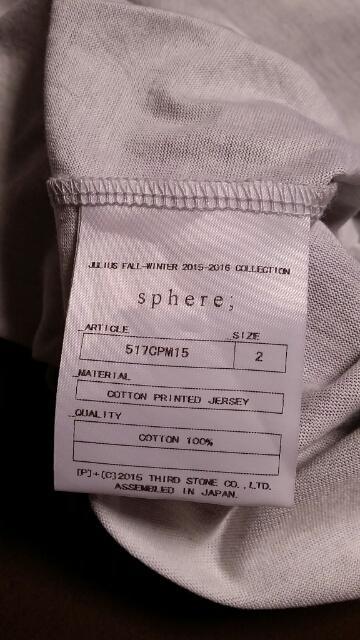 JULIUS FALL-WINTER 2015-2016 COLLECTION
sphere;
ARTICLE SIZE
517CPM15 2
MATERIAL
COTTON PRINTED JERSEY
QUALITY
COTTON 100%
[P]+(C)2015 THIRD STONE CO.,LTD.
ASSEMBLED IN JAPAN.